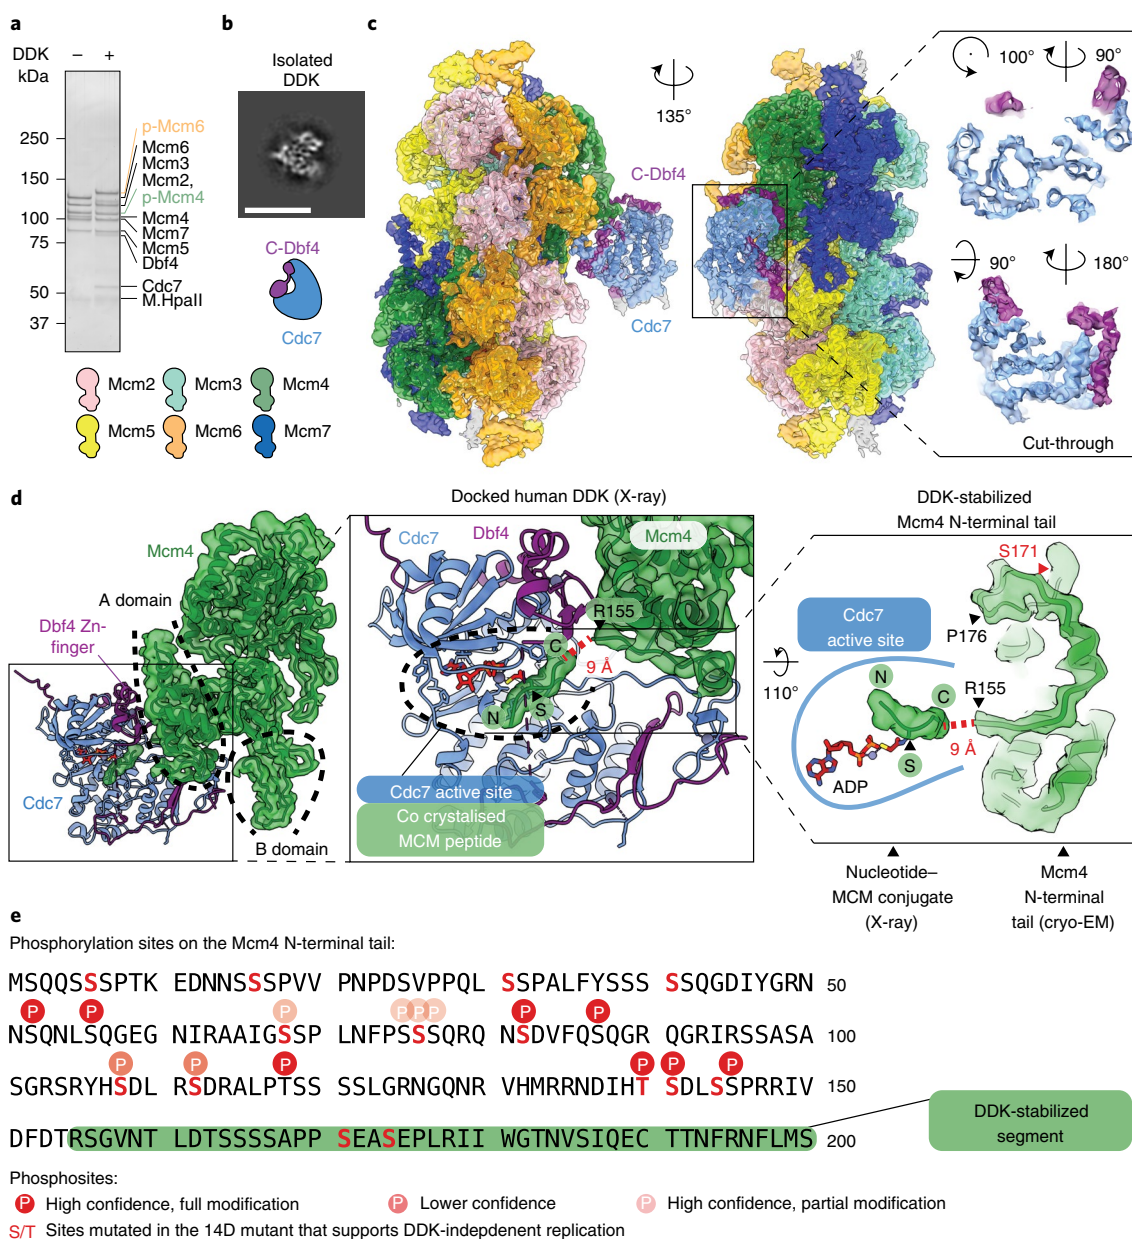 a
DDK
–
+
kDa
250
150
100
75
50
37
p-Mcm6
Mcm6
Mcm3
Mcm2,
p-Mcm4
Mcm4
Mcm7
Mcm5
Dbf4
Cdc7
M.HpaII
b
Isolated
DDK
C-Dbf4
Cdc7
Mcm2
Mcm3
Mcm4
Mcm5
Mcm6
Mcm7
c
135°
C-Dbf4
Cdc7
100°
90°
90°
180°
Cut-through
d
Mcm4
A domain
Dbf4 Zn-
finger
Cdc7
B domain
Docked human DDK (X-ray)
Cdc7
Dbf4
Mcm4
R155
C
9 Å
N
S
Cdc7 active site
Co crystalised
MCM peptide
110°
DDK-stabilized
Mcm4 N-terminal tail
S171
Cdc7
active site
P176
N
C
R155
9 Å
S
ADP
Nucleotide–
MCM conjugate
(X-ray)
Mcm4
N-terminal
tail (cryo-EM)
e
Phosphorylation sites on the Mcm4 N-terminal tail:
MSQQSSSPTK EDNNSSSPVV PNPDSVPPQL SSPALFYSSS SSQGDIYGRN 50
P P P P P P P P
NSQNLSQGEG NIRAAIGSSP LNFPSSSQRQ NSDVFQSQGR QGRIRSSASA 100
P P P P P P
SGRSRYHSDL RSDRALPTSS SSLGRNGQNR VHMRRNDIHT SDLSSPRRIV 150
DFDTRSGVNT LDTSSSSAPP SEASEPLRII WGTNVSIQEC TTNFRNFLMS 200
DDK-stabilized
segment
Phosphosites:
P High confidence, full modification
P Lower confidence
P High confidence, partial modification
S/T Sites mutated in the 14D mutant that supports DDK-indepdenent replication